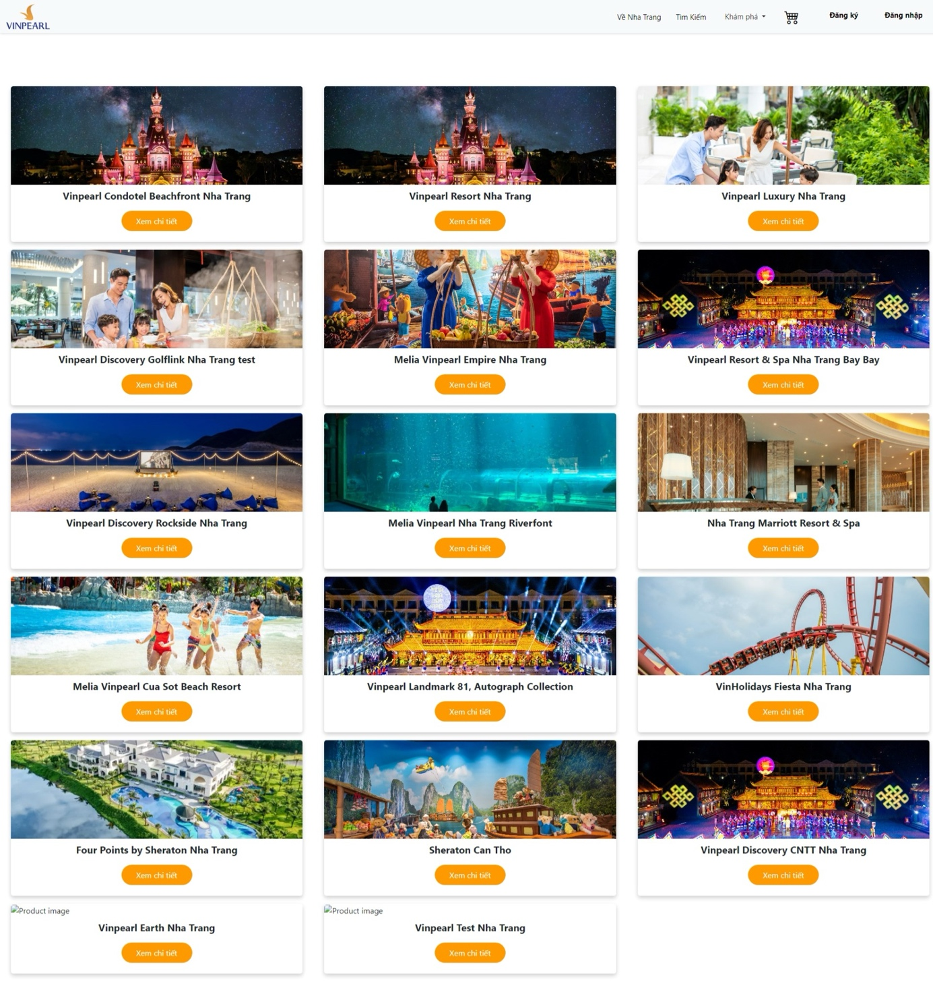 VINPEARL
Về Nha Trang
Tìm Kiếm
Khám phá
Đăng ký
Đăng nhập
Vinpearl Condotel Beachfront Nha Trang
Xem chi tiết
Vinpearl Resort Nha Trang
Xem chi tiết
Vinpearl Luxury Nha Trang
Xem chi tiết
Vinpearl Discovery Golflink Nha Trang test
Xem chi tiết
Melia Vinpearl Empire Nha Trang
Xem chi tiết
Vinpearl Resort & Spa Nha Trang Bay Bay
Xem chi tiết
Vinpearl Discovery Rockside Nha Trang
Xem chi tiết
Melia Vinpearl Nha Trang Riverfont
Xem chi tiết
Nha Trang Marriott Resort & Spa
Xem chi tiết
Melia Vinpearl Cua Sot Beach Resort
Xem chi tiết
Vinpearl Landmark 81, Autograph Collection
Xem chi tiết
VinHolidays Fiesta Nha Trang
Xem chi tiết
Four Points by Sheraton Nha Trang
Xem chi tiết
Sheraton Can Tho
Xem chi tiết
Vinpearl Discovery CNTT Nha Trang
Xem chi tiết
Product image
Vinpearl Earth Nha Trang
Xem chi tiết
Product image
Vinpearl Test Nha Trang
Xem chi tiết